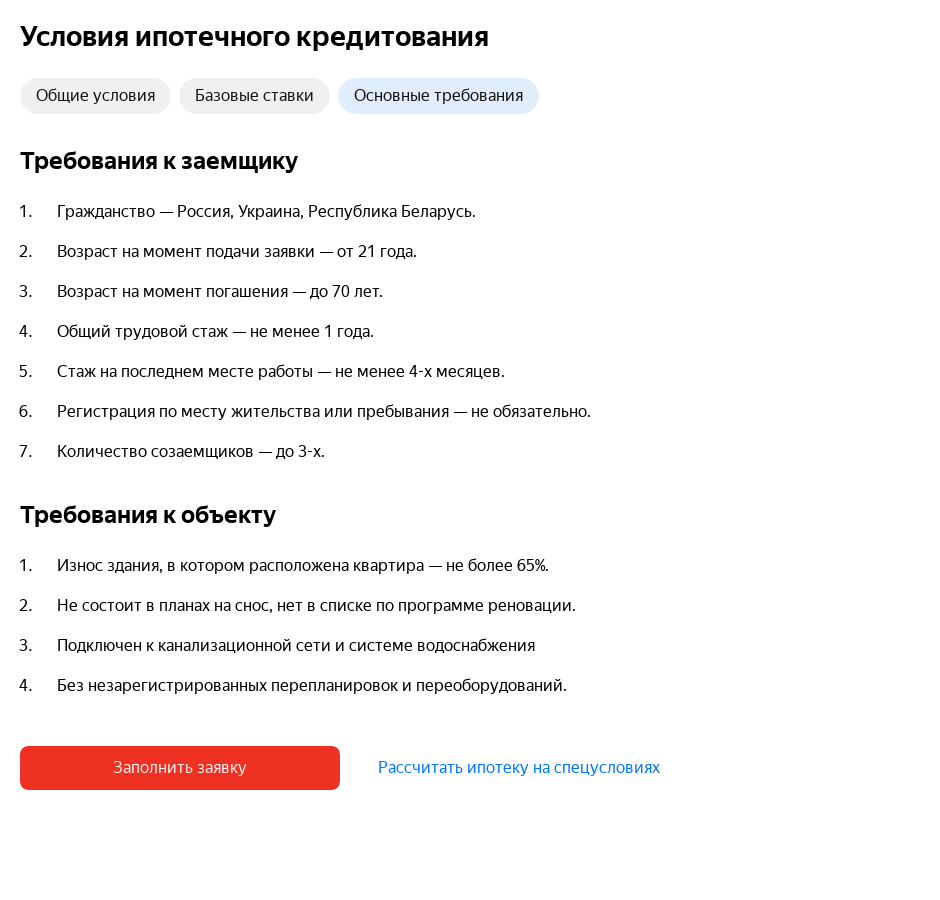 Условия ипотечного кредитования
Общие условия Базовые ставки Основные требования
Требования к заемщику
1. Гражданство — Россия, Украина, Республика Беларусь.
2. Возраст на момент подачи заявки — от 21 года.
3. Возраст на момент погашения — до 70 лет.
4. Общий трудовой стаж — не менее 1 года.
5. Стаж на последнем месте работы — не менее 4-х месяцев.
6. Регистрация по месту жительства или пребывания — не обязательно.
7. Количество созаемщиков — до 3-х.
Требования к объекту
1. Износ здания, в котором расположена квартира — не более 65%.
2. Не состоит в планах на снос, нет в списке по программе реновации.
3. Подключен к канализационной сети и системе водоснабжения
4. Без незарегистрированных перепланировок и переоборудований.
Заполнить заявку Рассчитать ипотеку на спецусловиях